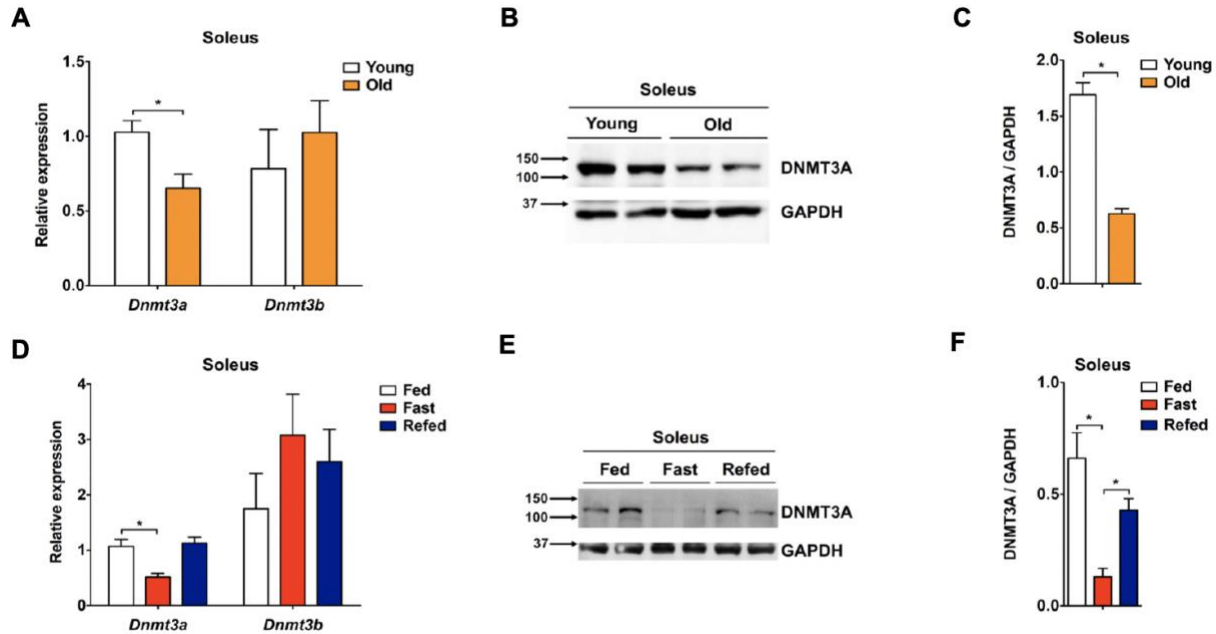 A
Soleus
Relative expression
1.5
1.0
0.5
0.0
*
Young
Old
Dnmt3a
Dnmt3b
B
Soleus
Young
Old
150
100
37
DNMT3A
GAPDH
C
Soleus
DNMT3A / GAPDH
2.0
1.5
1.0
0.5
0.0
*
Young
Old
D
Soleus
Relative expression
4
3
2
1
0
*
Fed
Fast
Refed
Dnmt3a
Dnmt3b
E
Soleus
Fed
Fast
Refed
150
100
37
DNMT3A
GAPDH
F
Soleus
DNMT3A / GAPDH
1.0
0.5
0.0
*
*
Fed
Fast
Refed